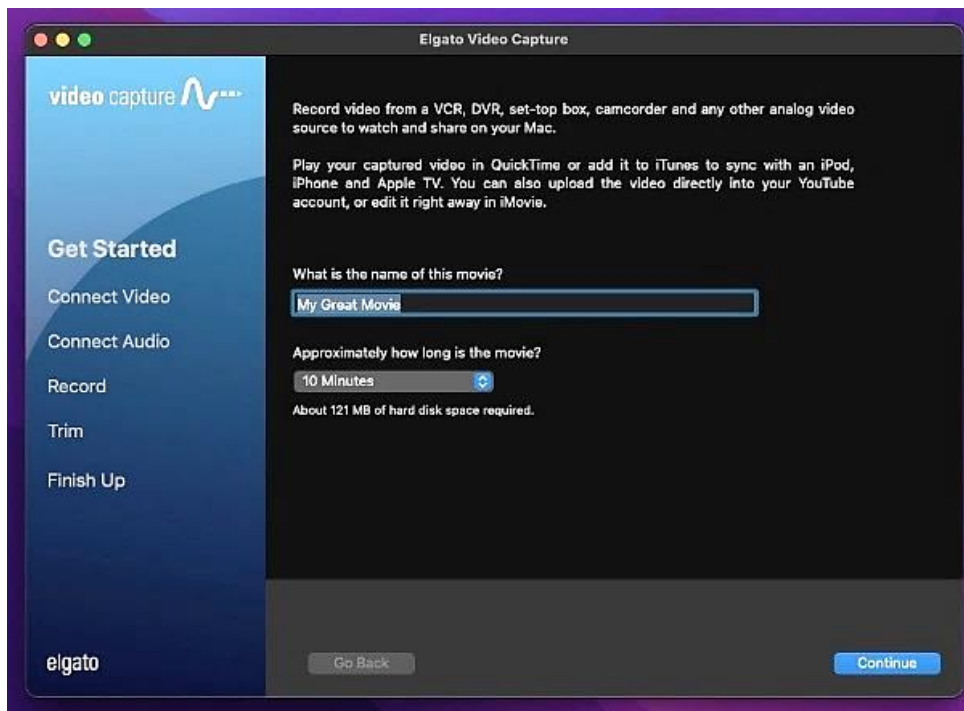 Elgato Video Capture
video capture
Record video from a VCR, DVR, set-top box, camcorder and any other analog video
source to watch and share on your Mac.
Play your captured video in QuickTime or add it to iTunes to sync with an iPod,
iPhone and Apple TV. You can also upload the video directly into your YouTube
account, or edit it right away in iMovie.
Get Started
Connect Video
Connect Audio
Record
Trim
Finish Up
What is the name of this movie?
My Great Movie
Approximately how long is the movie?
10 Minutes
About 121 MB of hard disk space required.
elgato
Go Back
Continue